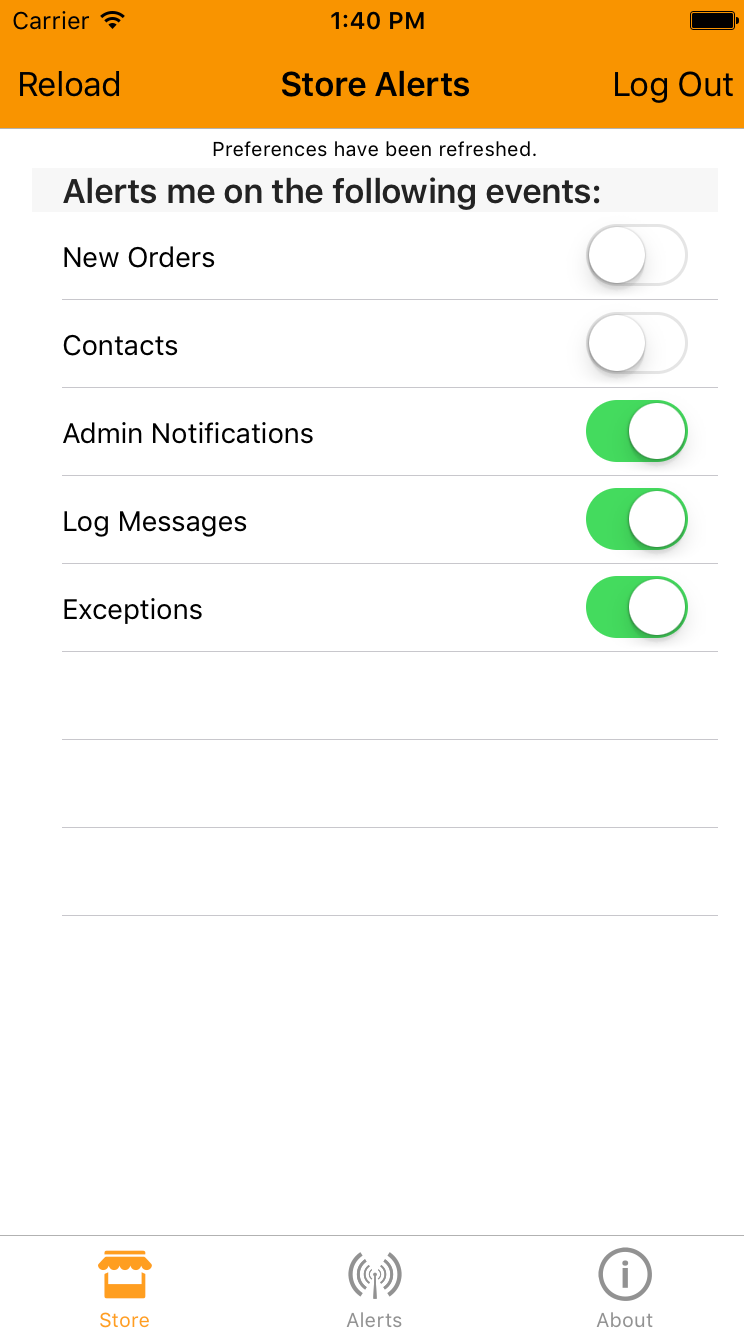 Carrier 1:40 PM
Reload Store Alerts Log Out
Preferences have been refreshed.
Alerts me on the following events:
New Orders
Contacts
Admin Notifications
Log Messages
Exceptions
Store Alerts About